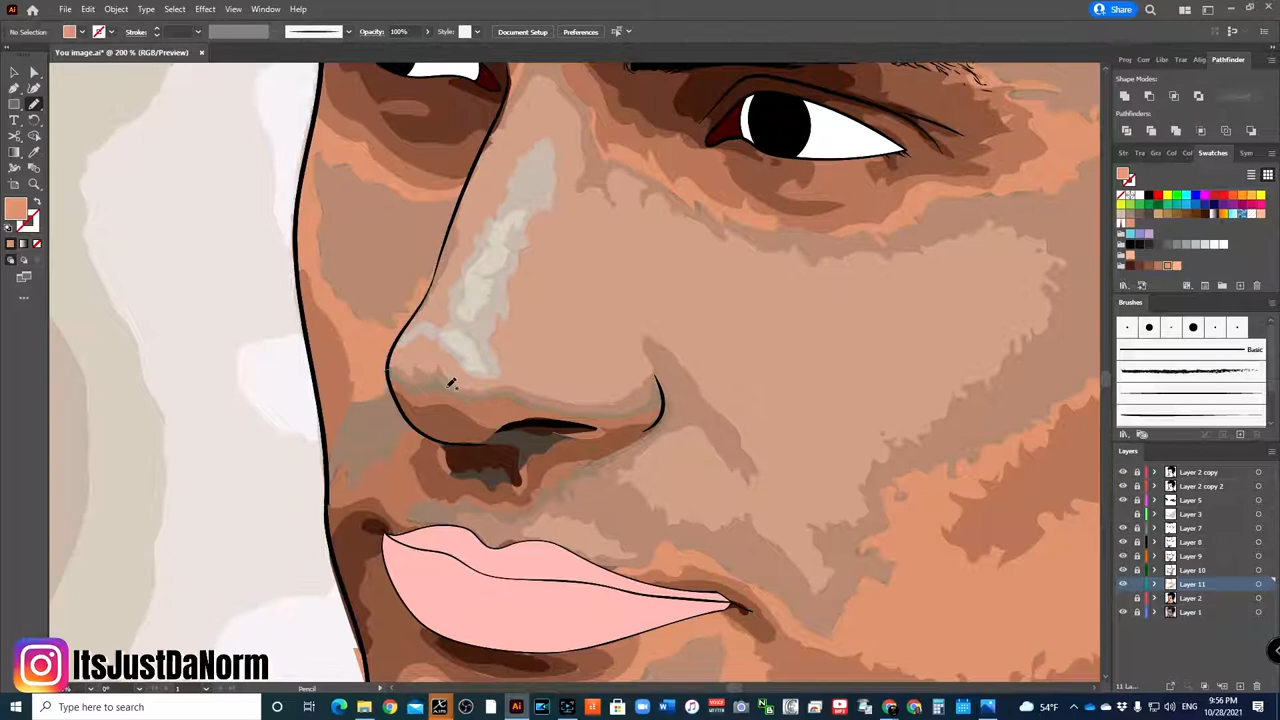 File Edit Object Type Select Effect View Window Help
Share
No Selection
Stroke:
Basic
Opacity: 100%
Style:
Document Setup
Preferences
You image.ai* @ 200 % (RGB/Preview)
Pathfinder
Shape Modes:
Pathfinders:
Swatches
Brushes
Basic
Layers
Layer 2 copy
Layer 2 copy 2
Layer 5
Layer 3
Layer 7
Layer 8
Layer 9
Layer 10
Layer 11
Layer 2
Layer 1
ItsJustDaNorm
Pencil
Type here to search
54°F
ENG
9:56 PM
10/28/2021